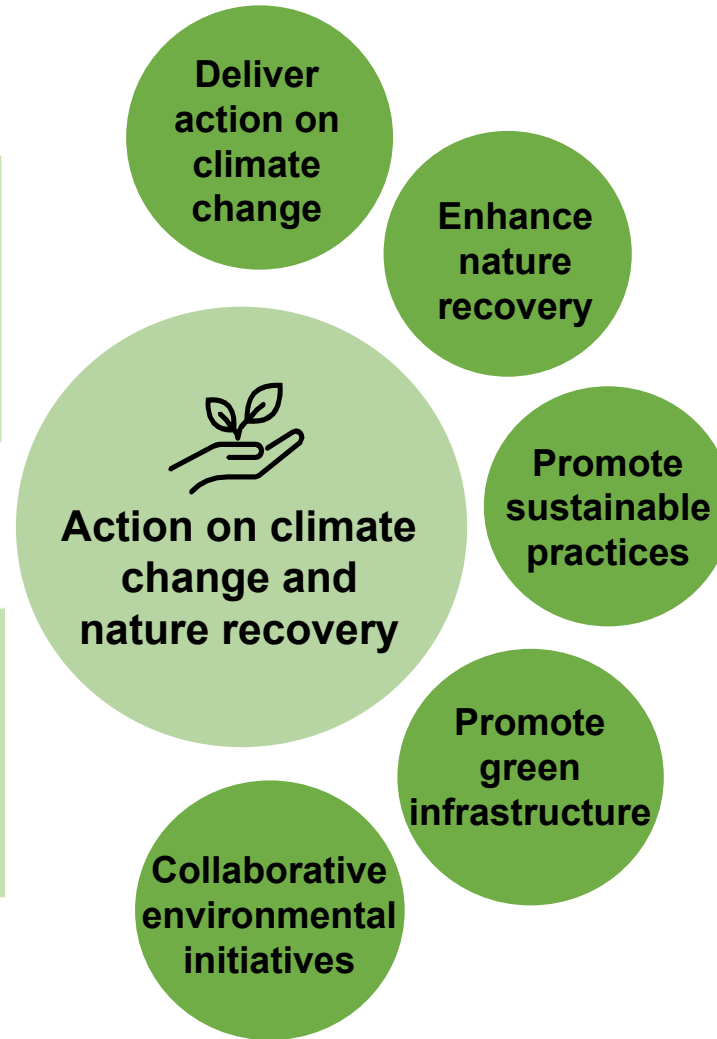 Deliver
action on
climate
change
Enhance
nature
recovery
Promote
sustainable
practices
Action on climate
change and
nature recovery
Promote
green
infrastructure
Collaborative
environmental
initiatives